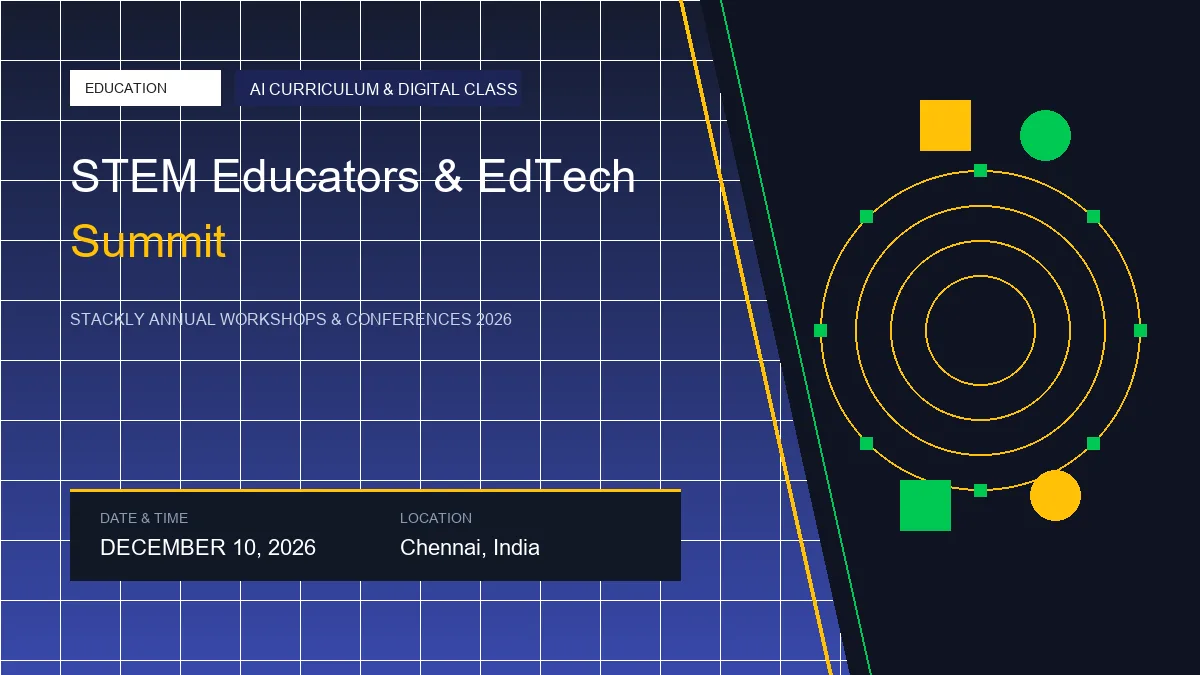 EDUCATION
AI CURRICULUM & DIGITAL CLASS
STEM Educators & EdTech
Summit
STACKLY ANNUAL WORKSHOPS & CONFERENCES 2026
DATE & TIME
DECEMBER 10, 2026
LOCATION
Chennai, India